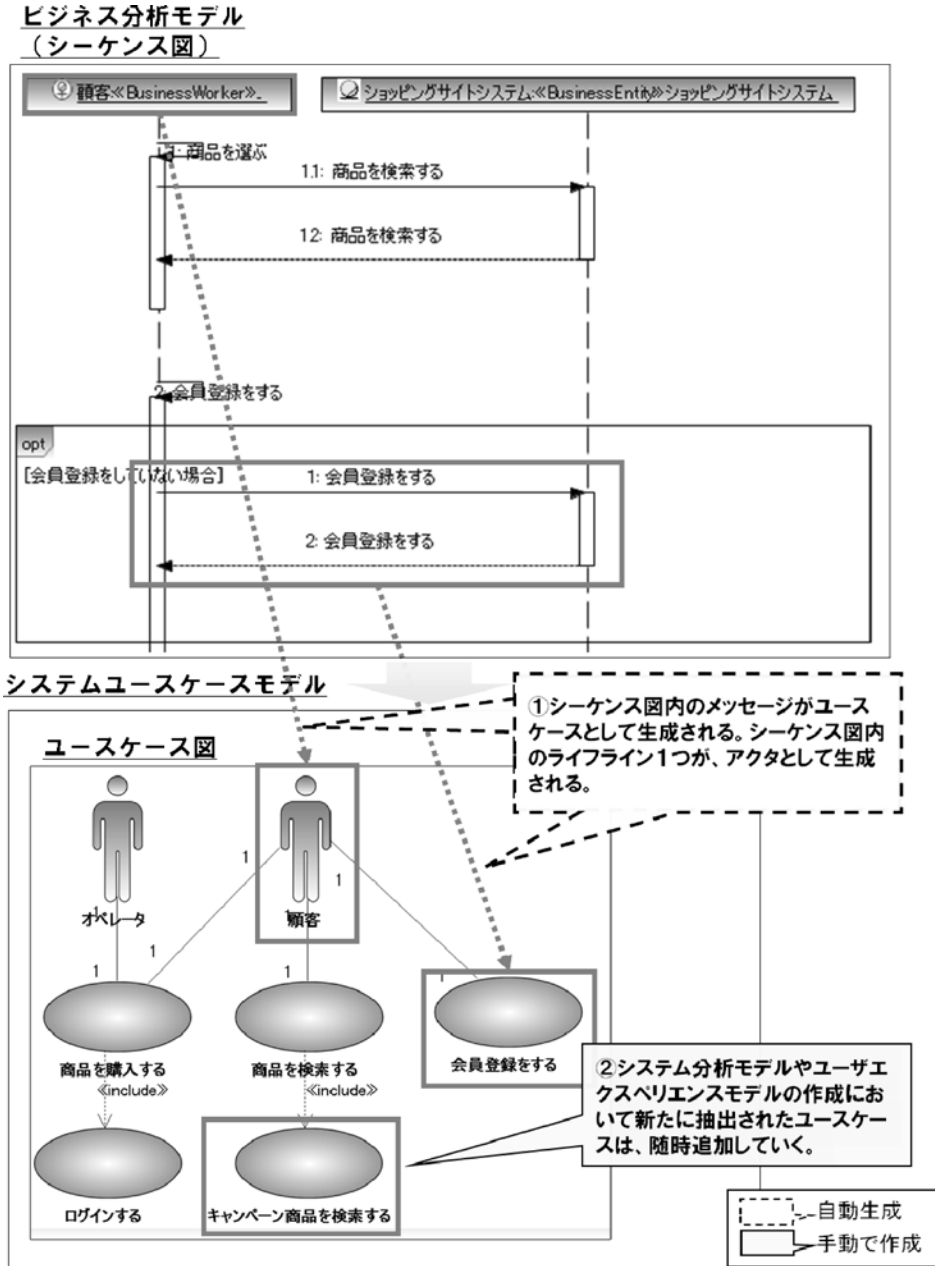 ビジネス分析モデル
（シーケンス図）
顧客:≪BusinessWorker≫_
ショッピングサイトシステム:≪BusinessEntity≫ショッピングサイトシステム
1: 商品を選ぶ
1.1: 商品を検索する
1.2: 商品を検索する
2: 会員登録をする
opt
[会員登録をしていない場合]
1: 会員登録をする
2: 会員登録をする
システムユースケースモデル
①シーケンス図内のメッセージがユース
ケースとして生成される。シーケンス図内
のライフライン1つが、アクタとして生成
される。
ユースケース図
1
1
オペレータ
1
顧客
1
1
1
1
1
商品を購入する
商品を検索する
会員登録をする
≪include≫
≪include≫
②システム分析モデルやユーザエ
クスペリエンスモデルの作成にお
いて新たに抽出されたユースケー
スは、随時追加していく。
ログインする
キャンペーン商品を検索する
自動生成
手動で作成